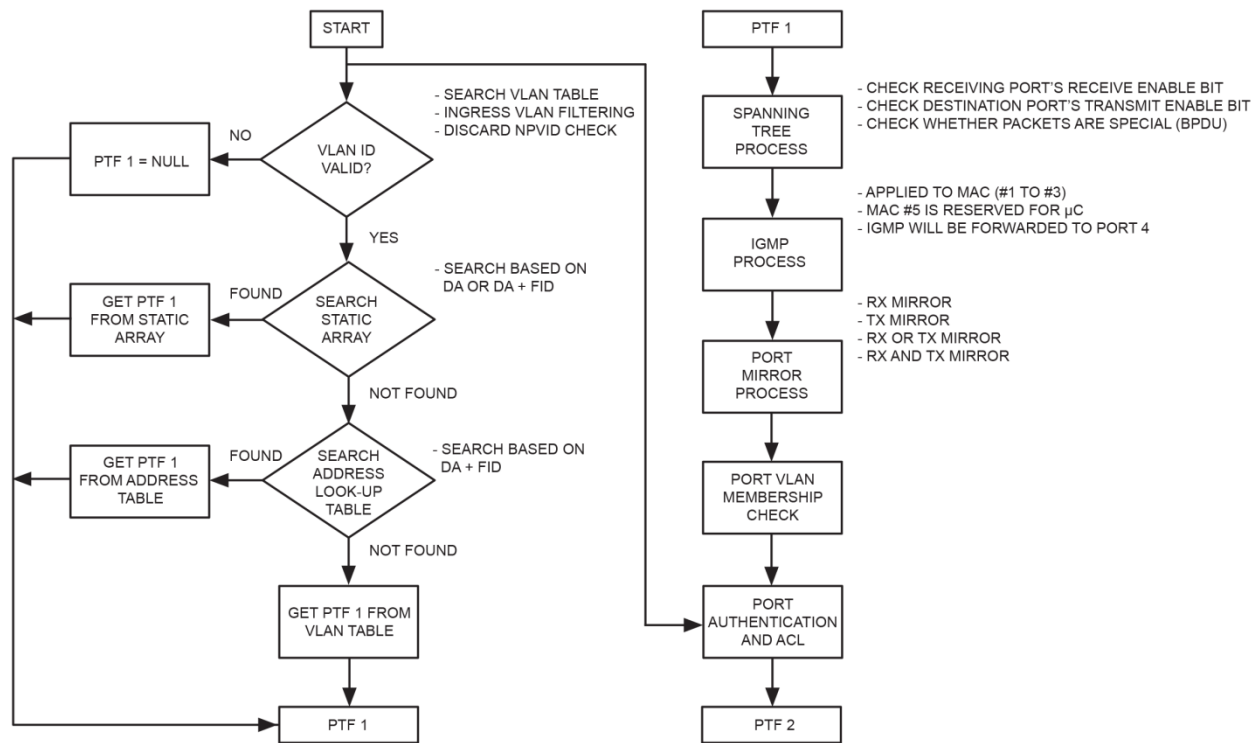 START
- SEARCH VLAN TABLE
- INGRESS VLAN FILTERING
- DISCARD NPVID CHECK
VLAN ID
VALID?
NO
PTF 1 = NULL
YES
- SEARCH BASED ON
DA OR DA + FID
SEARCH
STATIC
ARRAY
FOUND
GET PTF 1
FROM STATIC
ARRAY
NOT FOUND
- SEARCH BASED ON
DA + FID
SEARCH
ADDRESS
LOOK-UP
TABLE
FOUND
GET PTF 1
FROM ADDRESS
TABLE
NOT FOUND
GET PTF 1 FROM
VLAN TABLE
PTF 1
PTF 1
SPANNING
TREE
PROCESS
- CHECK RECEIVING PORT'S RECEIVE ENABLE BIT
- CHECK DESTINATION PORT'S TRANSMIT ENABLE BIT
- CHECK WHETHER PACKETS ARE SPECIAL (BPDU)
IGMP
PROCESS
- APPLIED TO MAC (#1 TO #3)
- MAC #5 IS RESERVED FOR µC
- IGMP WILL BE FORWARDED TO PORT 4
PORT
MIRROR
PROCESS
- RX MIRROR
- TX MIRROR
- RX OR TX MIRROR
- RX AND TX MIRROR
PORT VLAN
MEMBERSHIP
CHECK
PORT
AUTHENTICATION
AND ACL
PTF 2